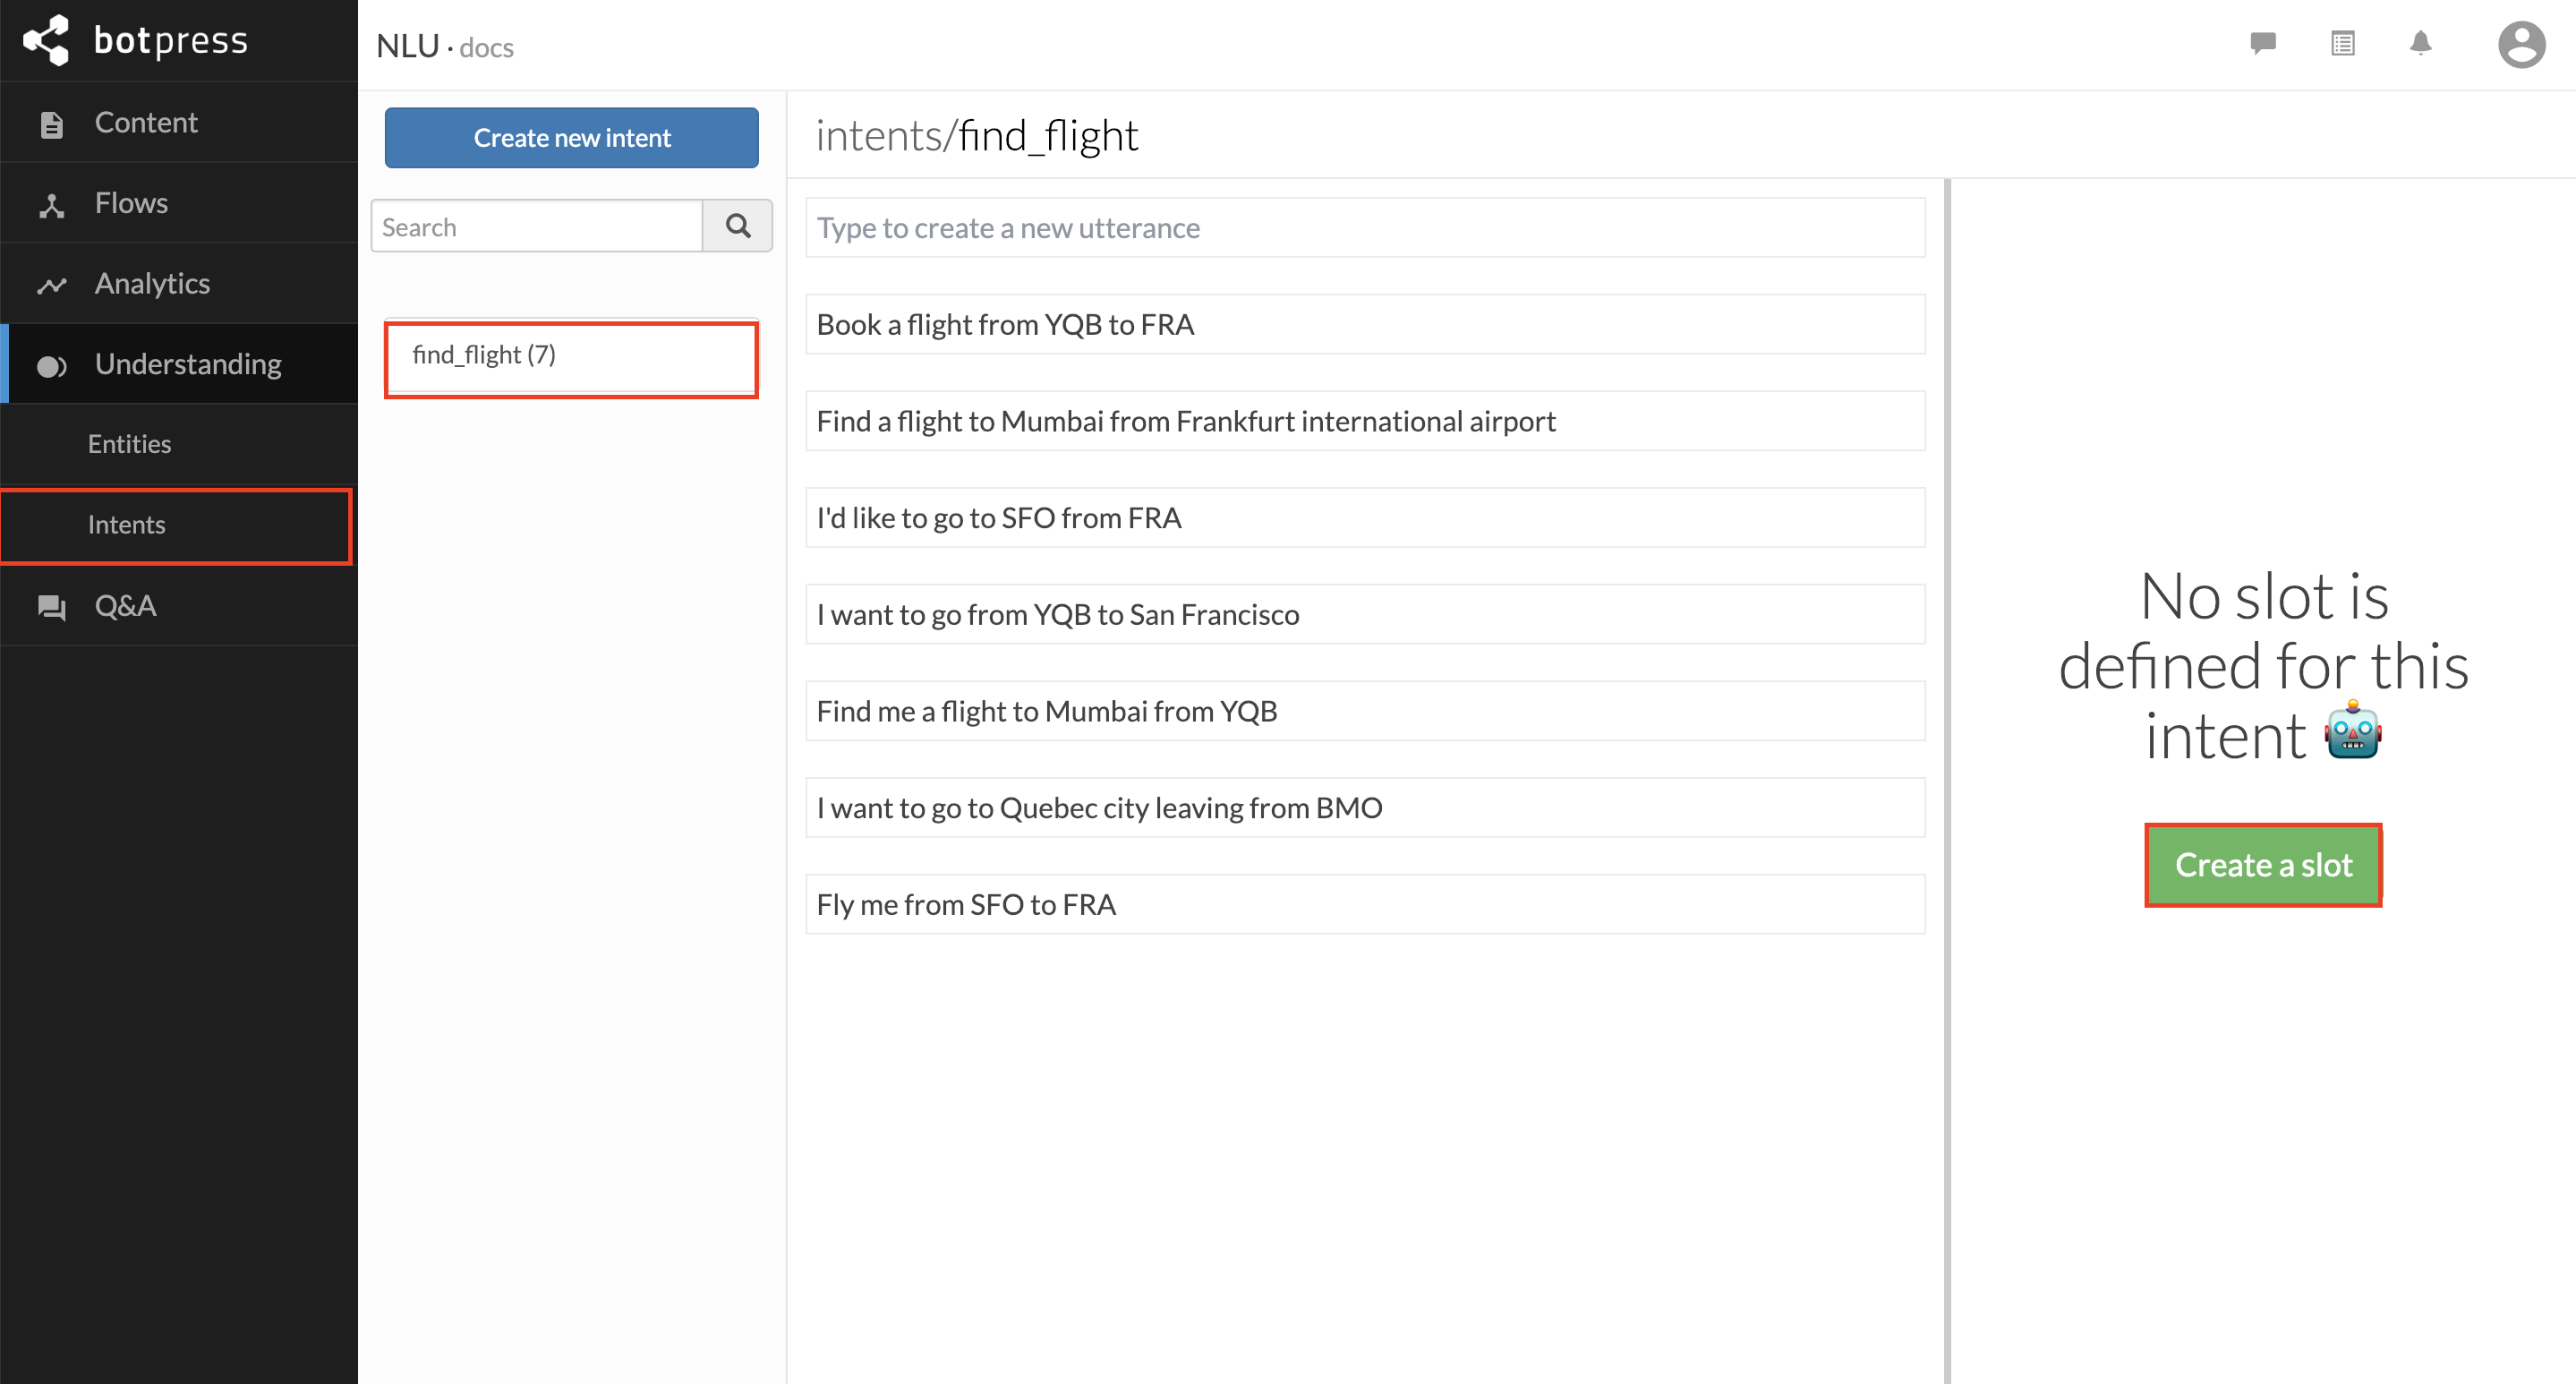 botpress
Content
Flows
Analytics
Understanding
Entities
Intents
Q&A
NLU · docs
Create new intent
Search
find_flight (7)
intents/find_flight
Type to create a new utterance
Book a flight from YQB to FRA
Find a flight to Mumbai from Frankfurt international airport
I'd like to go to SFO from FRA
I want to go from YQB to San Francisco
Find me a flight to Mumbai from YQB
I want to go to Quebec city leaving from BMO
Fly me from SFO to FRA
No slot is
defined for this
intent 🤖
Create a slot